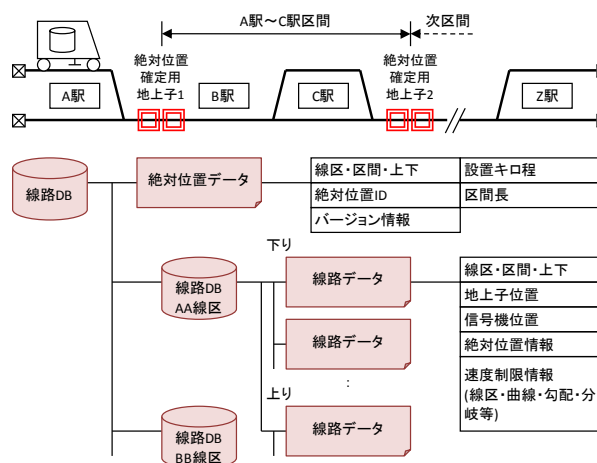 A駅～C駅区間
次区間
絶対位置
確定用
地上子1
絶対位置
確定用
地上子2
A駅
B駅
C駅
Z駅
線路DB
絶対位置データ
線区・区間・上下
設置キロ程
絶対位置ID
区間長
バージョン情報
下り
線路DB
AA線区
線路データ
線区・区間・上下
地上子位置
信号機位置
線路データ
絶対位置情報
:
速度制限情報
(線区・曲線・勾配・分
岐等)
上り
線路データ
線路DB
BB線区